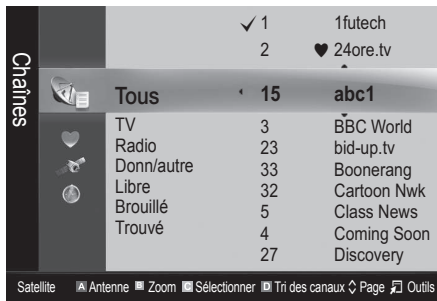 ✓ 1 1futech
2 ♥ 24ore.tv
Chaînes
Tous 15 abc1
TV 3 BBC World
Radio 23 bid-up.tv
Donn/autre 33 Boonerang
Libre 32 Cartoon Nwk
Brouillé 5 Class News
Trouvé 4 Coming Soon
27 Discovery
Satellite A Antenne B Zoom C Sélectionner D Tri des canaux Page Outils